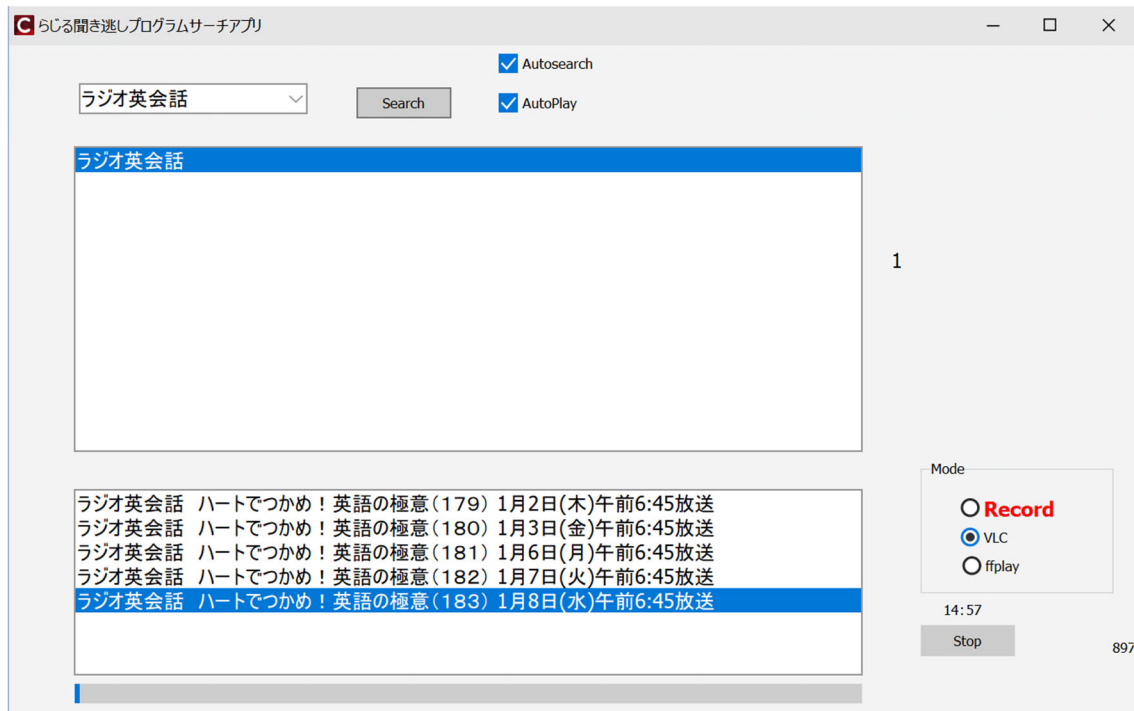 C らじる聞き逃しプログラムサーチアプリ
Autosearch
ラジオ英会話
Search
AutoPlay
ラジオ英会話
1
Mode
Record
VLC
ffplay
ラジオ英会話　ハートでつかめ！英語の極意（179）1月2日(木)午前6:45放送
ラジオ英会話　ハートでつかめ！英語の極意（180）1月3日(金)午前6:45放送
ラジオ英会話　ハートでつかめ！英語の極意（181）1月6日(月)午前6:45放送
ラジオ英会話　ハートでつかめ！英語の極意（182）1月7日(火)午前6:45放送
ラジオ英会話　ハートでつかめ！英語の極意（183）1月8日(水)午前6:45放送
14:57
Stop
897